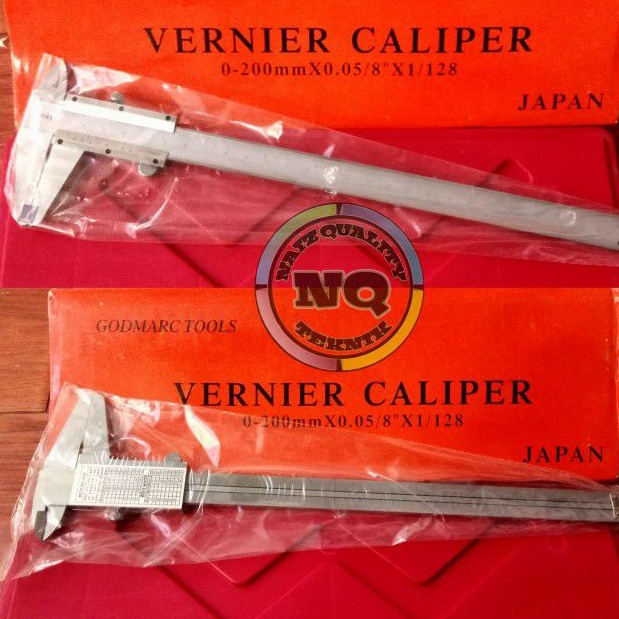 VERNIER CALIPER
0-200mmX0.05/8"X1/128
JAPAN
NAIZ QUALITY
NQ
TEKNIK
GODMARC TOOLS
VERNIER CALIPER
0-200mmX0.05/8"X1/128
JAPAN